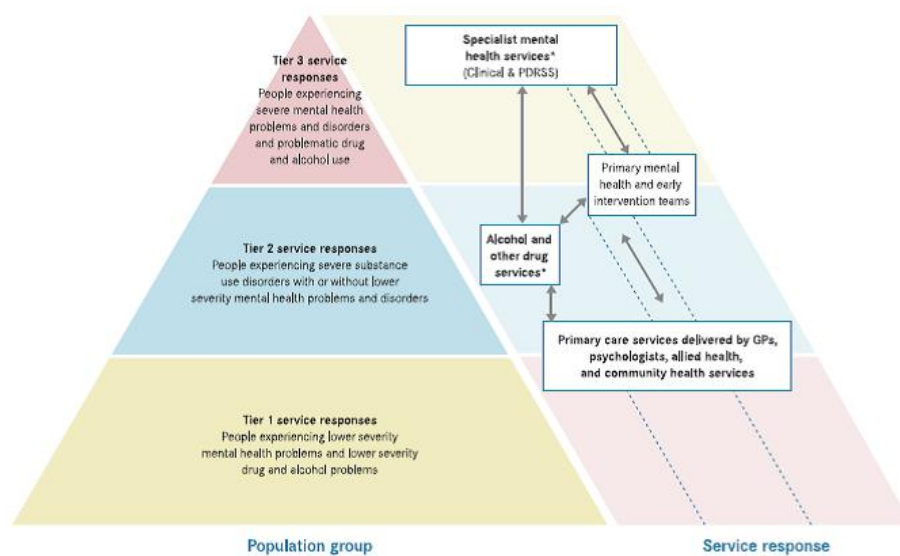 Tier 3 service
responses
People experiencing
severe mental health
problems and disorders
and problematic drug
and alcohol use
Tier 2 service responses
People experiencing severe substance
use disorders with or without lower
severity mental health problems and disorders
Tier 1 service responses
People experiencing lower severity
mental health problems and lower severity
drug and alcohol problems
Population group
Specialist mental
health services*
(Clinical & PDRSS)
Primary mental
health and early
intervention teams
Alcohol and
other drug
services*
Primary care services delivered by GPs,
psychologists, allied health,
and community health services
Service response